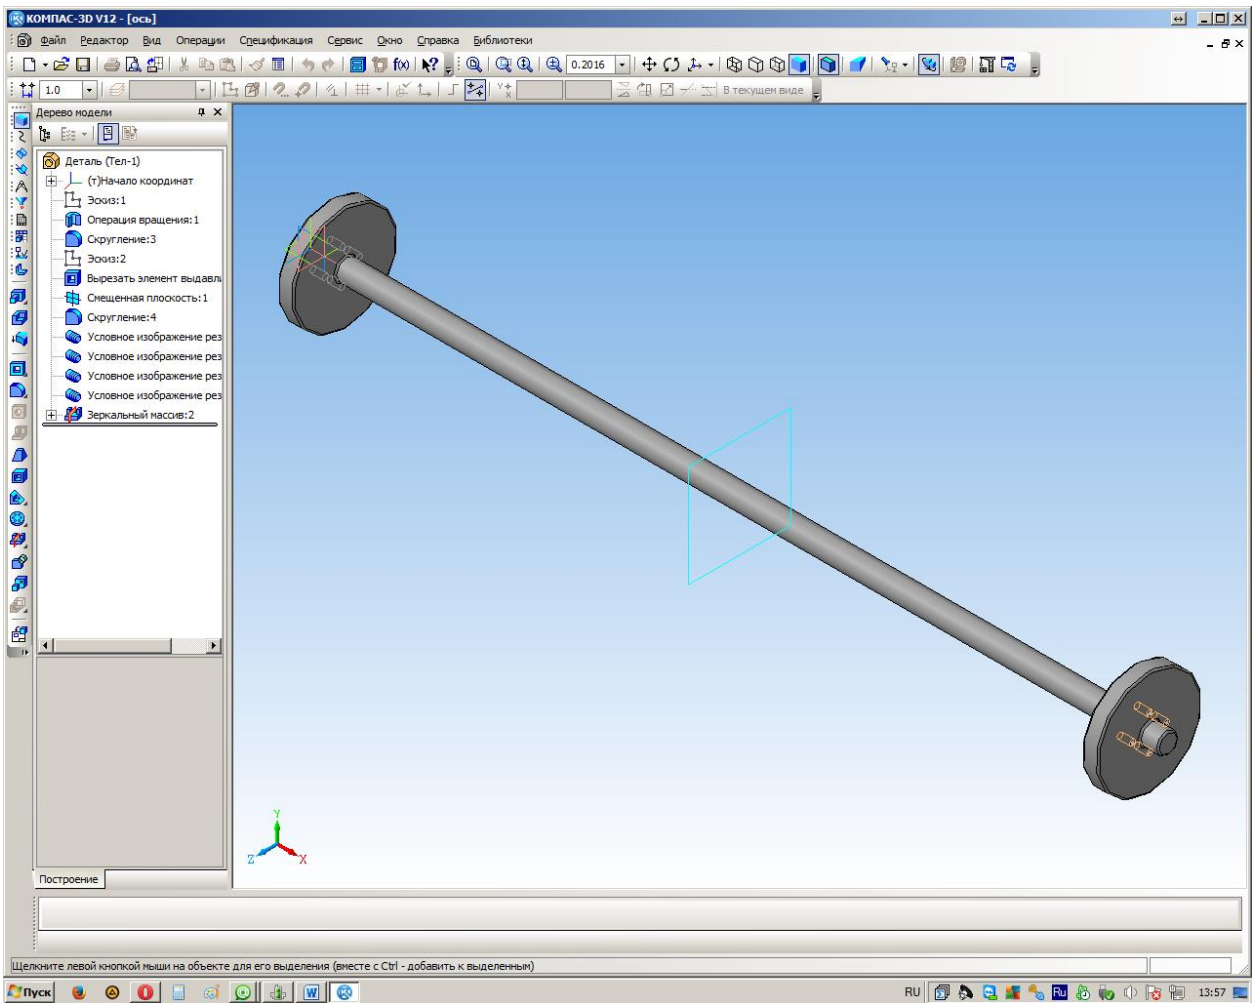 КОМПАС-3D V12 - [ось]
Файл Редактор Вид Операции Спецификация Сервис Окно Справка Библиотеки
f(x) 0.2016
1.0 В текущем виде
Дерево модели
Деталь (Тел-1)
(т)Начало координат
Эскиз:1
Операция вращения:1
Скругление:3
Эскиз:2
Вырезать элемент выдавли
Смещенная плоскость:1
Скругление:4
Условное изображение рез
Условное изображение рез
Условное изображение рез
Условное изображение рез
Зеркальный массив:2
Y
Z X
Построение
Щелкните левой кнопкой мыши на объекте для его выделения (вместе с Ctrl - добавить к выделенным)
Пуск W RU Ru 13:57